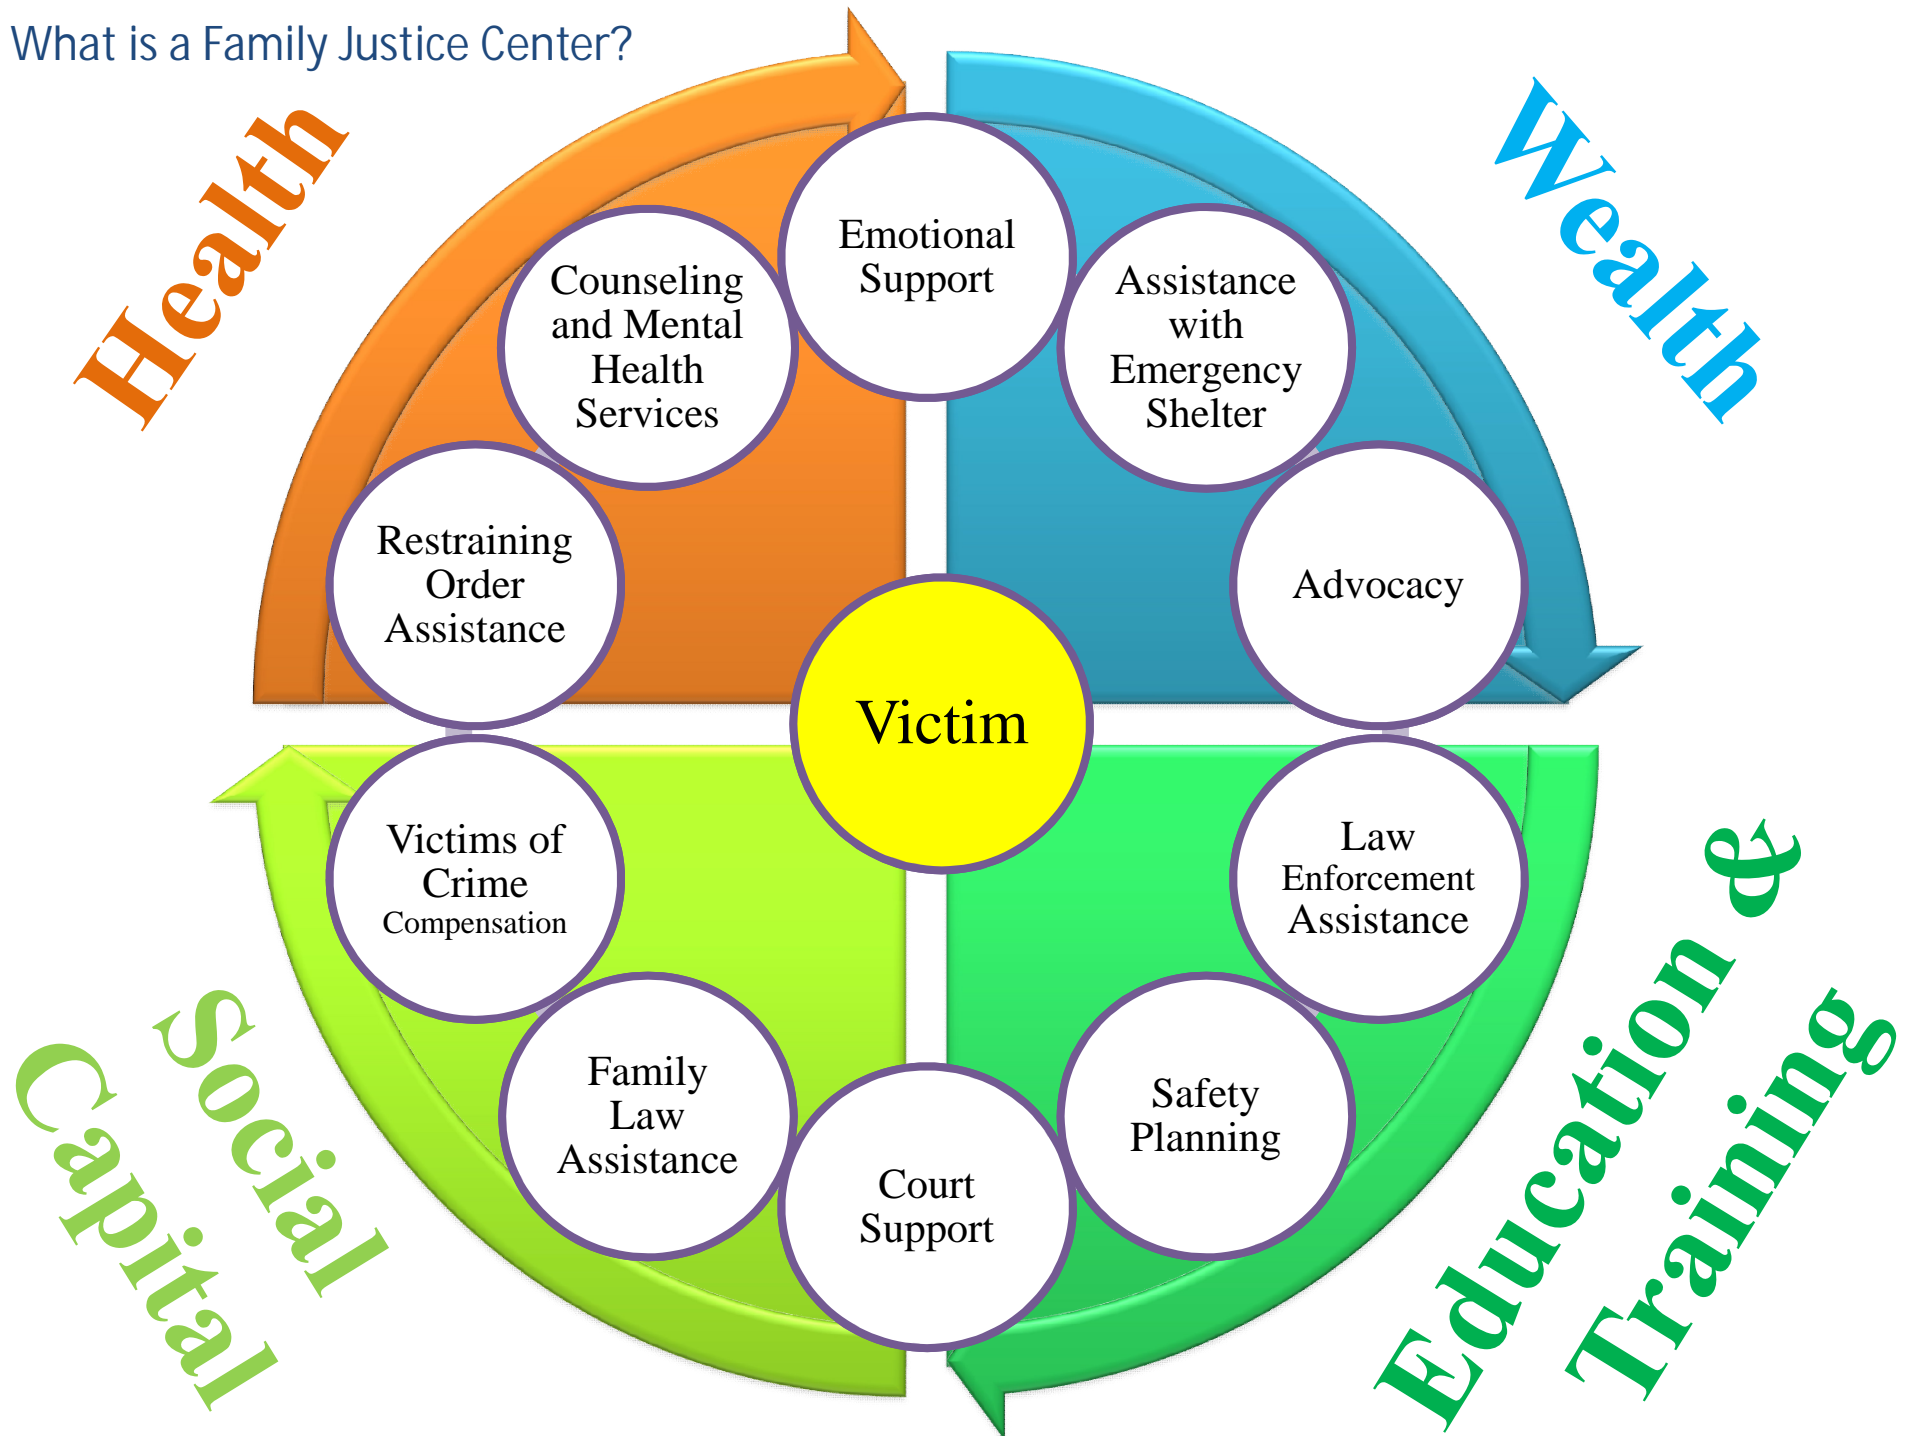 What is a Family Justice Center?
Health
Wealth
Emotional
Support
Counseling
and Mental
Health
Services
Assistance
with
Emergency
Shelter
Restraining
Order
Assistance
Advocacy
Victim
Victims of
Crime
Compensation
Law
Enforcement
Assistance
Family
Law
Assistance
Safety
Planning
Court
Support
Social
Capital
Education &
Training